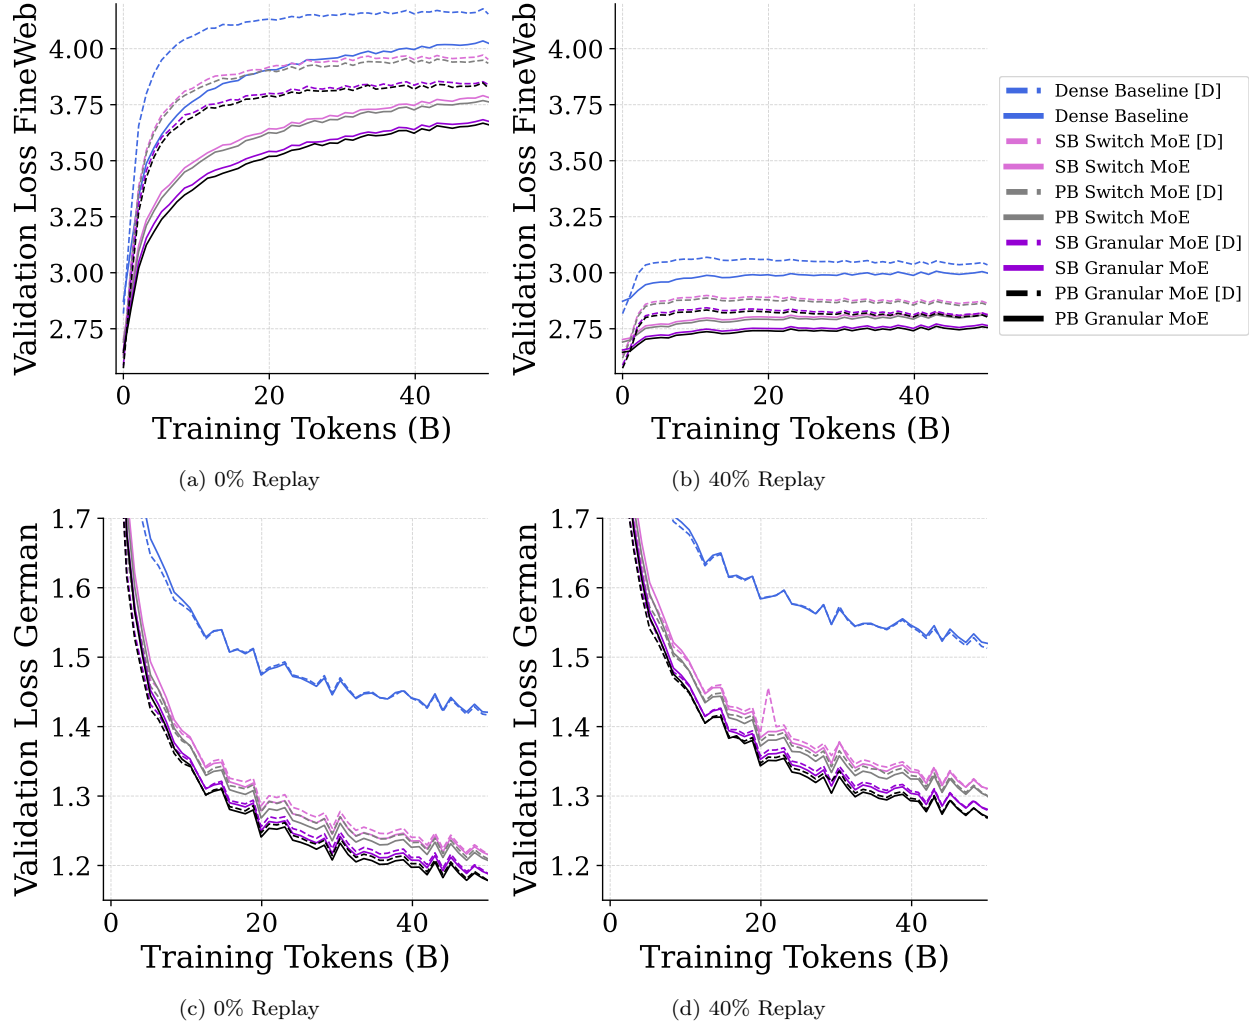 Validation Loss FineWeb
4.00
3.75
3.50
3.25
3.00
2.75
0
20
40
Training Tokens (B)
(a) 0% Replay
Validation Loss FineWeb
4.00
3.75
3.50
3.25
3.00
2.75
0
20
40
Training Tokens (B)
(b) 40% Replay
Dense Baseline [D]
Dense Baseline
SB Switch MoE [D]
SB Switch MoE
PB Switch MoE [D]
PB Switch MoE
SB Granular MoE [D]
SB Granular MoE
PB Granular MoE [D]
PB Granular MoE
Validation Loss German
1.7
1.6
1.5
1.4
1.3
1.2
0
20
40
Training Tokens (B)
(c) 0% Replay
Validation Loss German
1.7
1.6
1.5
1.4
1.3
1.2
0
20
40
Training Tokens (B)
(d) 40% Replay